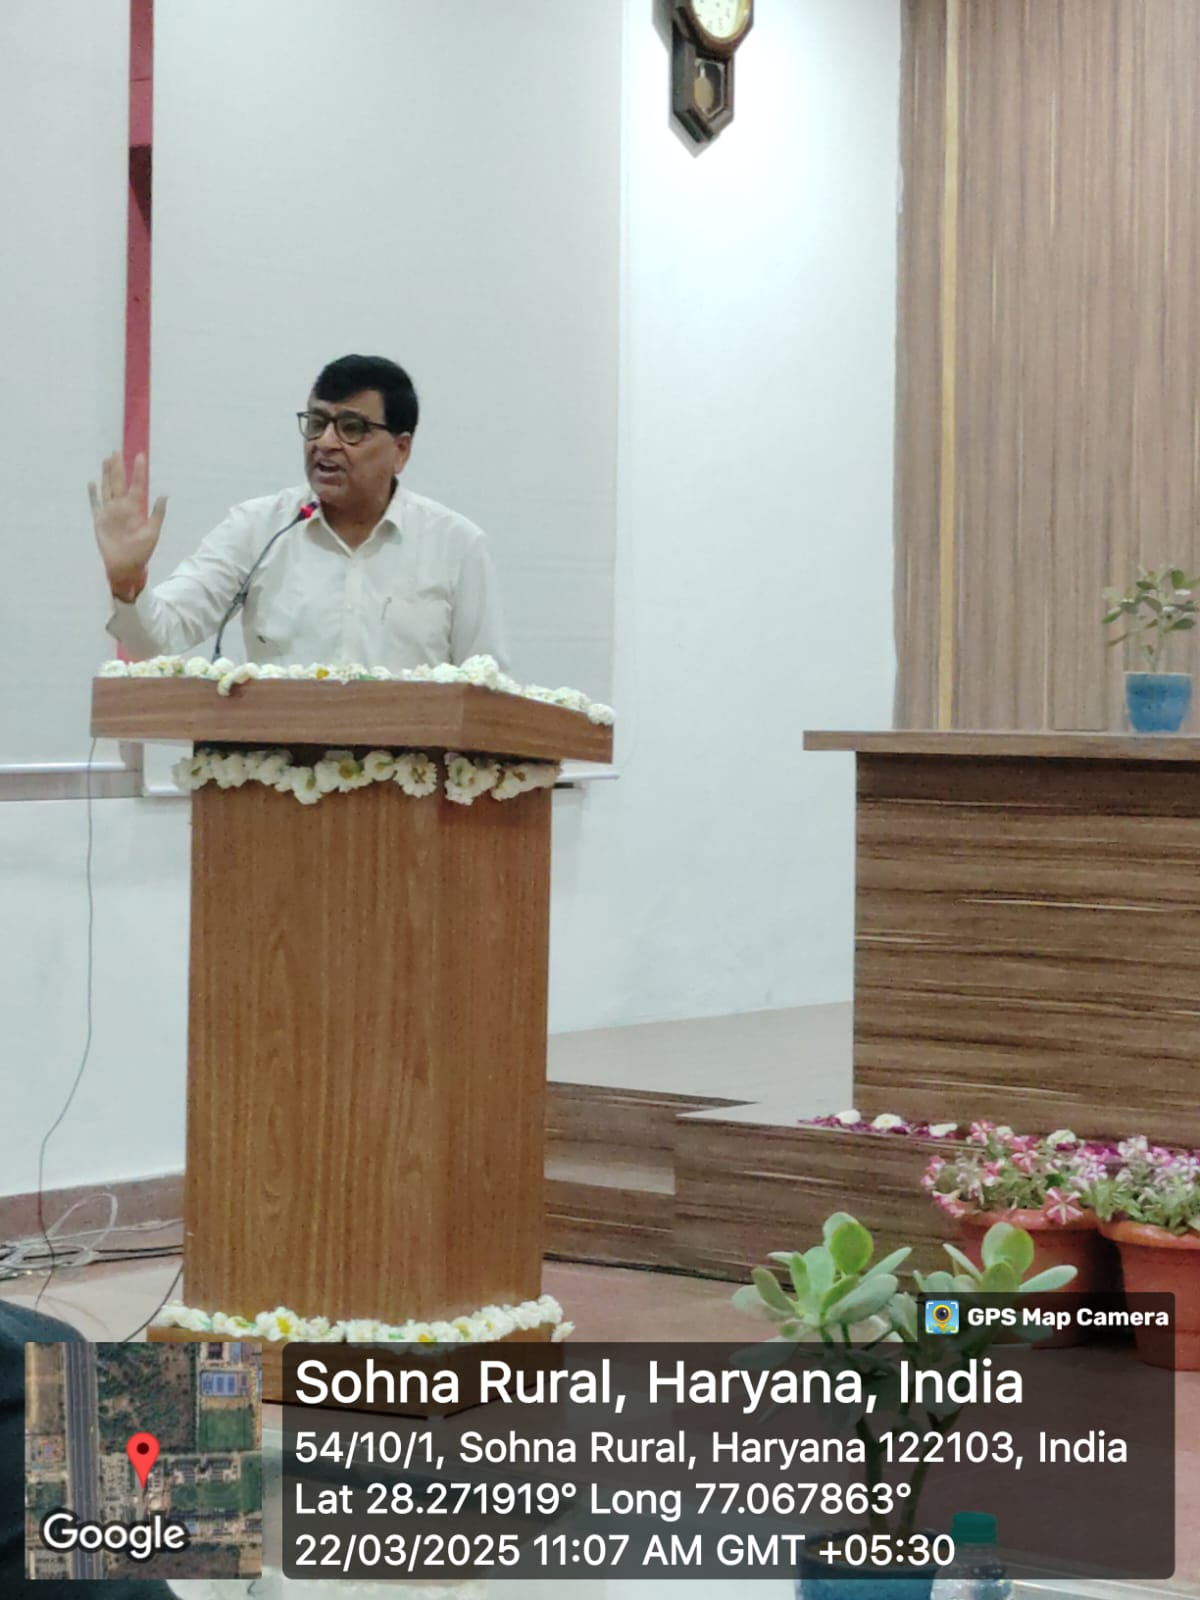 GPS Map Camera
Sohna Rural, Haryana, India
54/10/1, Sohna Rural, Haryana 122103, India
Lat 28.271919° Long 77.067863°
22/03/2025 11:07 AM GMT +05:30
Google